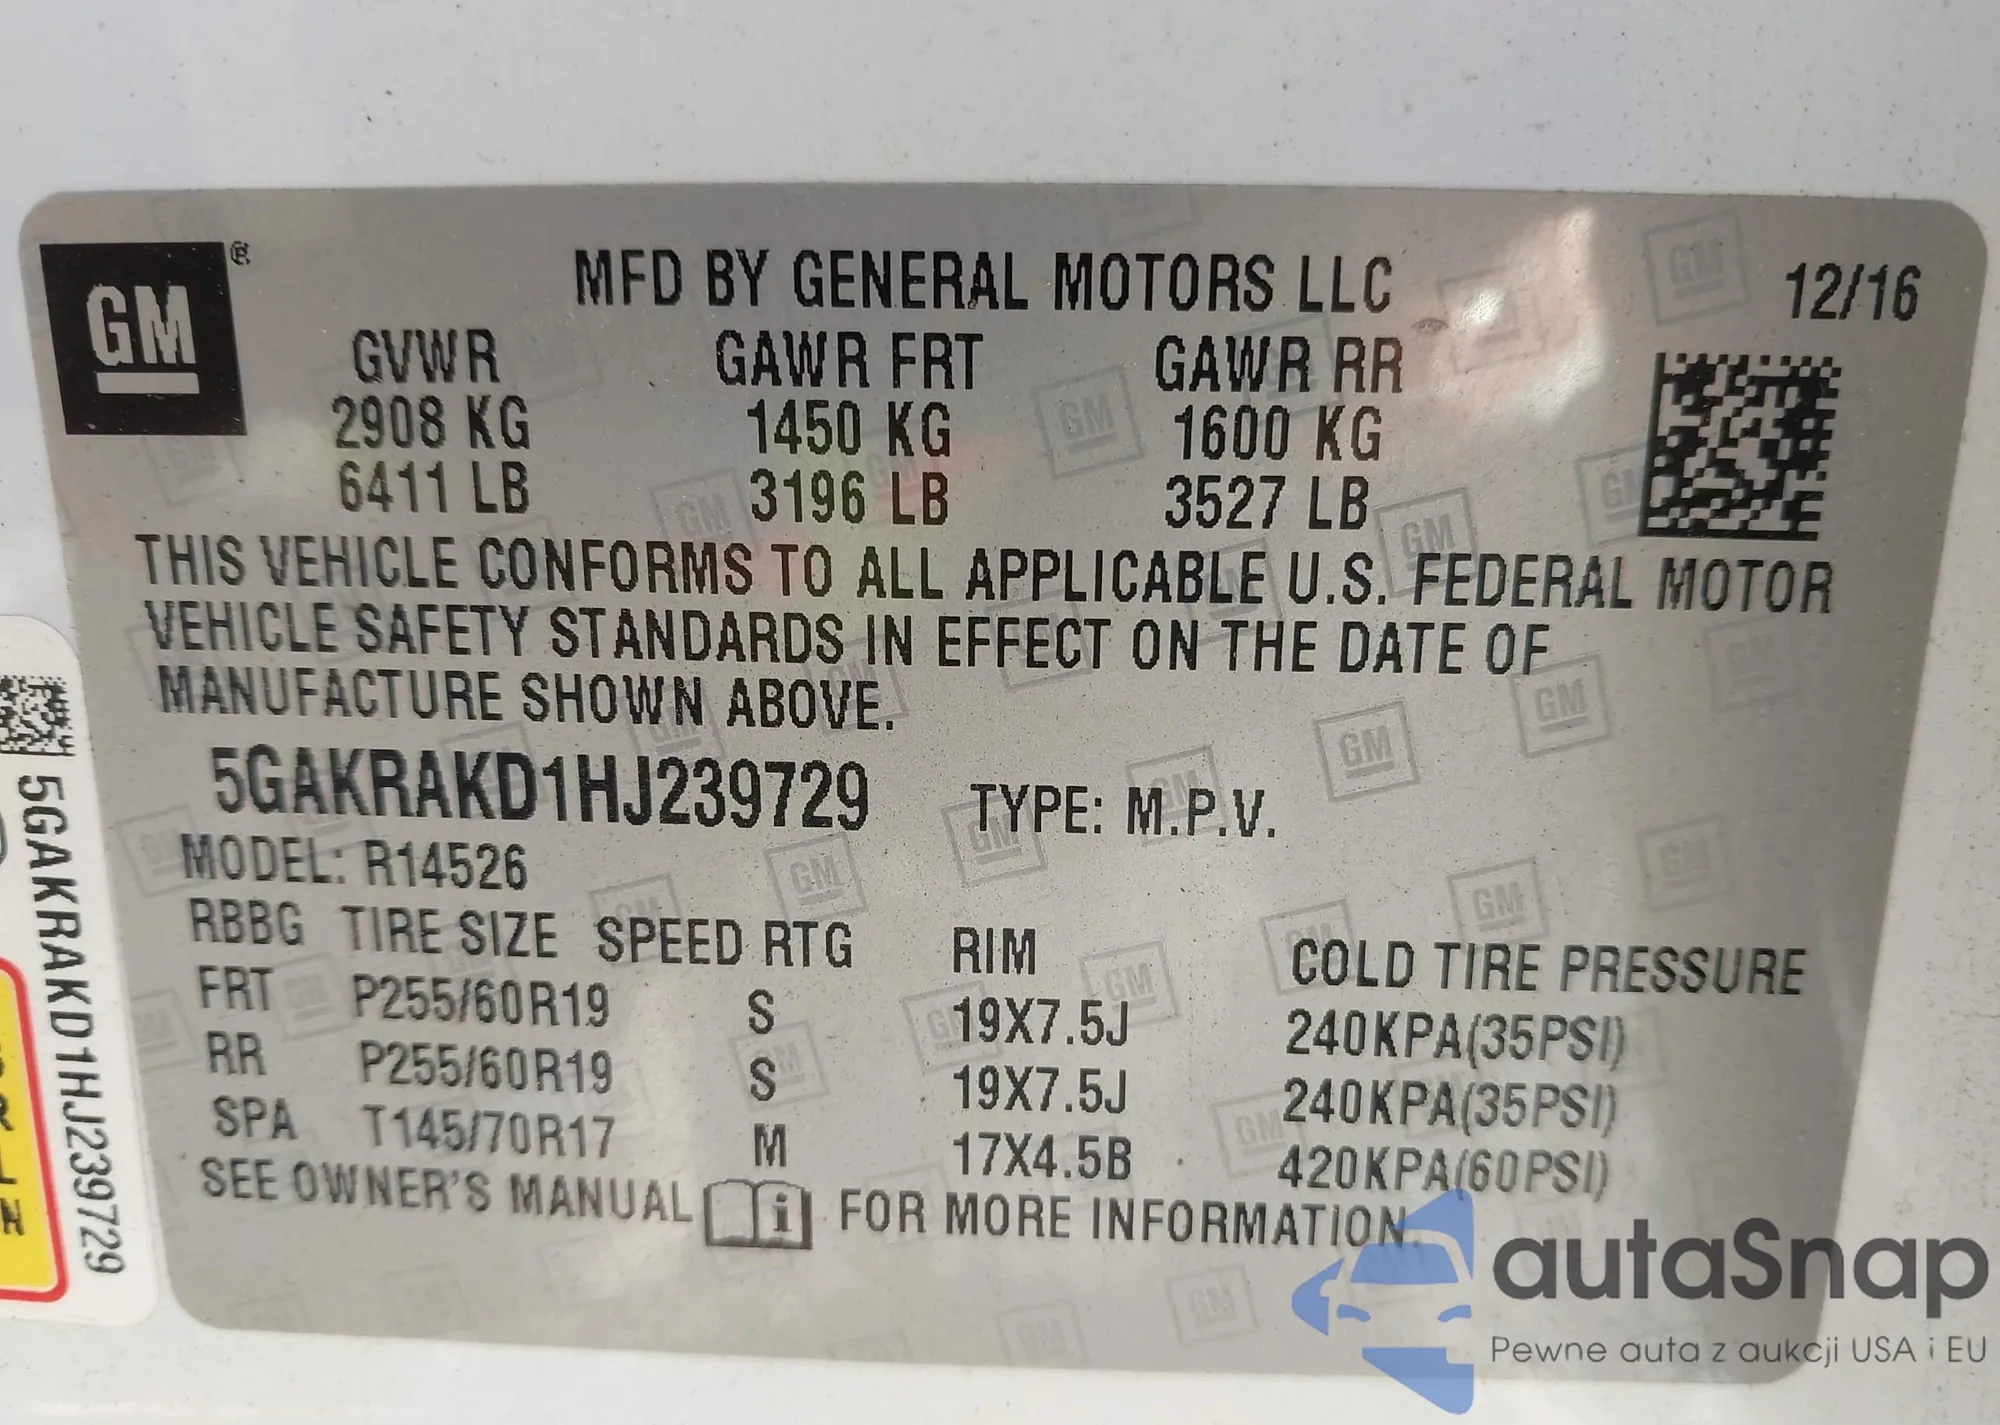 GM ®
MFD BY GENERAL MOTORS LLC
12/16
GVWR GAWR FRT GAWR RR
2908 KG 1450 KG 1600 KG
6411 LB 3196 LB 3527 LB
THIS VEHICLE CONFORMS TO ALL APPLICABLE U.S. FEDERAL MOTOR
VEHICLE SAFETY STANDARDS IN EFFECT ON THE DATE OF
MANUFACTURE SHOWN ABOVE.
5GAKRAKD1HJ239729 TYPE: M.P.V.
MODEL: R14526
RBBG TIRE SIZE SPEED RTG RIM COLD TIRE PRESSURE
FRT P255/60R19 S 19X7.5J 240KPA(35PSI)
RR P255/60R19 S 19X7.5J 240KPA(35PSI)
SPA T145/70R17 M 17X4.5B 420KPA(60PSI)
SEE OWNER'S MANUAL i FOR MORE INFORMATION.
5GAKRAKD1HJ239729
autaSnap
Pewne auta z aukcji USA i EU